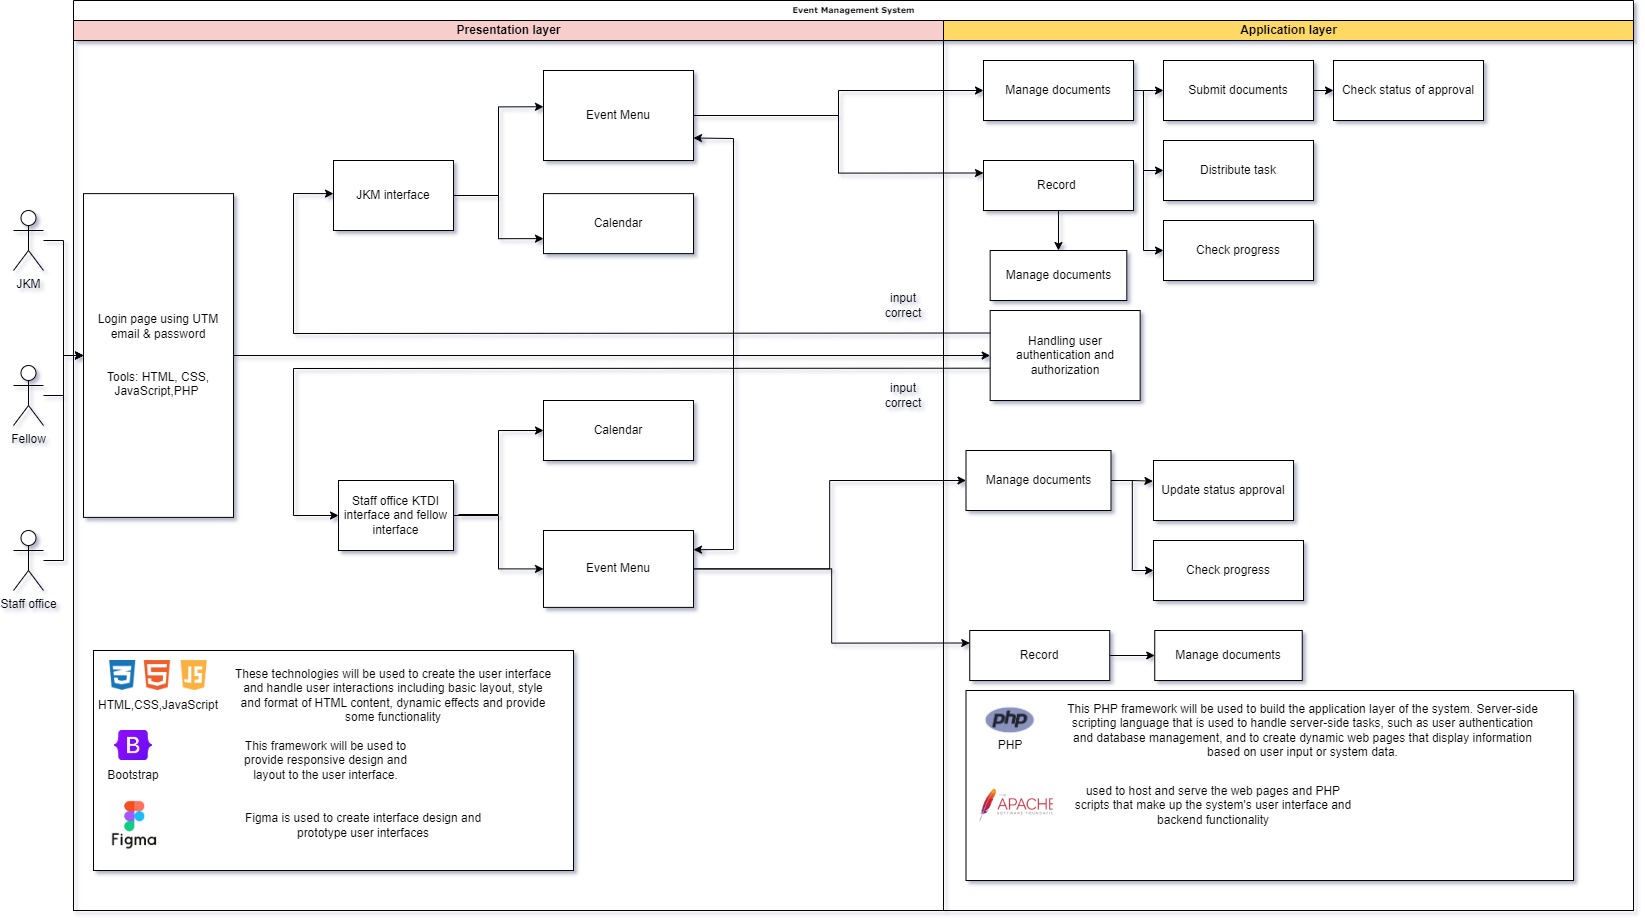 Event Management System
Presentation layer
Application layer
JKM
Fellow
Staff office
Login page using UTM
email & password
Tools: HTML, CSS,
JavaScript,PHP
JKM interface
Event Menu
Calendar
Manage documents
Submit documents
Check status of approval
Distribute task
Check progress
Record
Manage documents
input
correct
Handling user
authentication and
authorization
input
correct
Staff office KTDI
interface and fellow
interface
Calendar
Event Menu
Manage documents
Update status approval
Check progress
Record
Manage documents
HTML,CSS,JavaScript
These technologies will be used to create the user interface
and handle user interactions including basic layout, style
and format of HTML content, dynamic effects and provide
some functionality
B
Bootstrap
This framework will be used to
provide responsive design and
layout to the user interface.
Figma
Figma is used to create interface design and
prototype user interfaces
php
PHP
This PHP framework will be used to build the application layer of the system. Server-side
scripting language that is used to handle server-side tasks, such as user authentication
and database management, and to create dynamic web pages that display information
based on user input or system data.
APACHE
used to host and serve the web pages and PHP
scripts that make up the system's user interface and
backend functionality